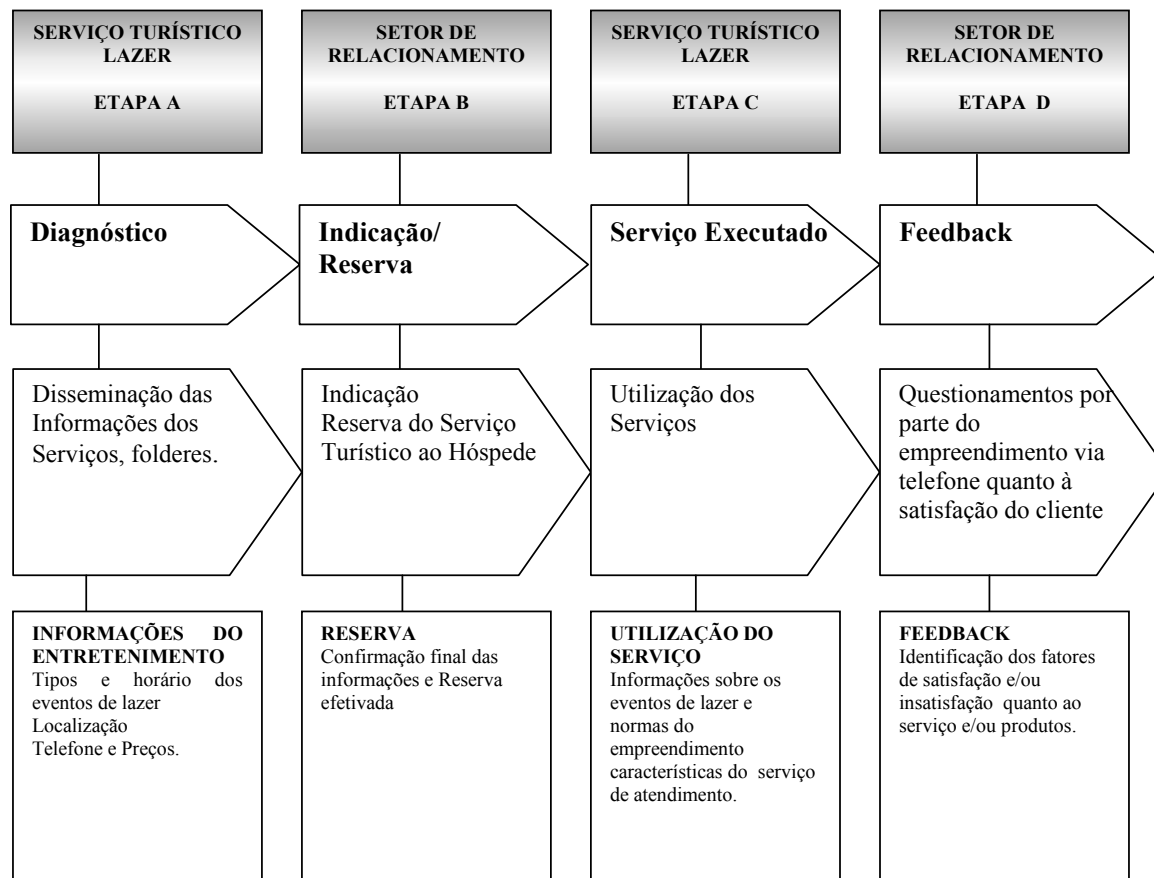 SERVIÇO TURÍSTICO
LAZER
ETAPA A
SETOR DE
RELACIONAMENTO
ETAPA B
SERVIÇO TURÍSTICO
LAZER
ETAPA C
SETOR DE
RELACIONAMENTO
ETAPA D
Diagnóstico
Indicação/
Reserva
Serviço Executado
Feedback
Disseminação das
Informações dos
Serviços, folderes.
Indicação
Reserva do Serviço
Turístico ao Hóspede
Utilização dos
Serviços
Questionamentos por
parte do
empreendimento via
telefone quanto à
satisfação do cliente
INFORMAÇÕES DO
ENTRETENIMENTO
Tipos e horário dos
eventos de lazer
Localização
Telefone e Preços.
RESERVA
Confirmação final das
informações e Reserva
efetivada
UTILIZAÇÃO DO
SERVIÇO
Informações sobre os
eventos de lazer e
normas do
empreendimento
características do serviço
de atendimento.
FEEDBACK
Identificação dos fatores
de satisfação e/ou
insatisfação quanto ao
serviço e/ou produtos.